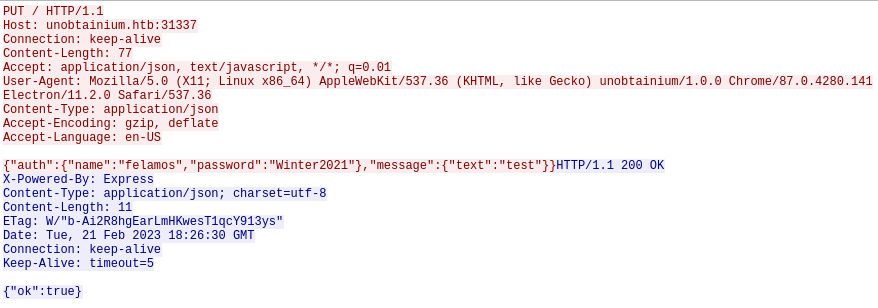 PUT / HTTP/1.1
Host: unobtainium.htb:31337
Connection: keep-alive
Content-Length: 77
Accept: application/json, text/javascript, */*; q=0.01
User-Agent: Mozilla/5.0 (X11; Linux x86_64) AppleWebKit/537.36 (KHTML, like Gecko) unobtainium/1.0.0 Chrome/87.0.4280.141
Electron/11.2.0 Safari/537.36
Content-Type: application/json
Accept-Encoding: gzip, deflate
Accept-Language: en-US
{"auth":{"name":"felamos","password":"Winter2021"},"message":{"text":"test"}}HTTP/1.1 200 OK
X-Powered-By: Express
Content-Type: application/json; charset=utf-8
Content-Length: 11
ETag: W/"b-Ai2R8hgEarLmHKwesT1qcY913ys"
Date: Tue, 21 Feb 2023 18:26:30 GMT
Connection: keep-alive
Keep-Alive: timeout=5
{"ok":true}